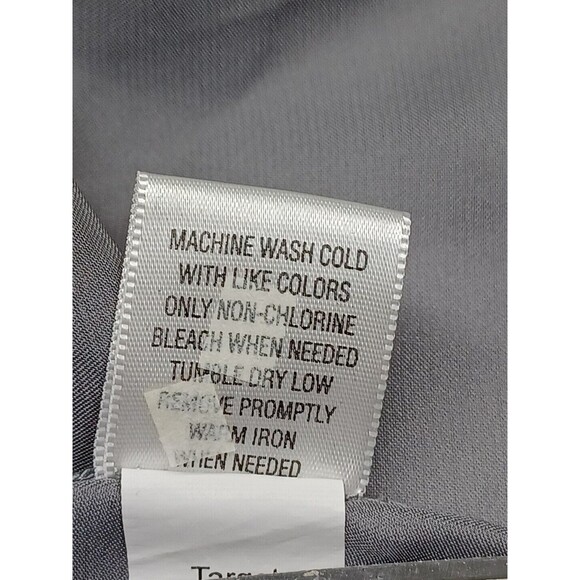 MACHINE WASH COLD
WITH LIKE COLORS
ONLY NON-CHLORINE
BLEACH WHEN NEEDED
TUMBLE DRY LOW
REMOVE PROMPTLY
WARM IRON
WHEN NEEDED
Target